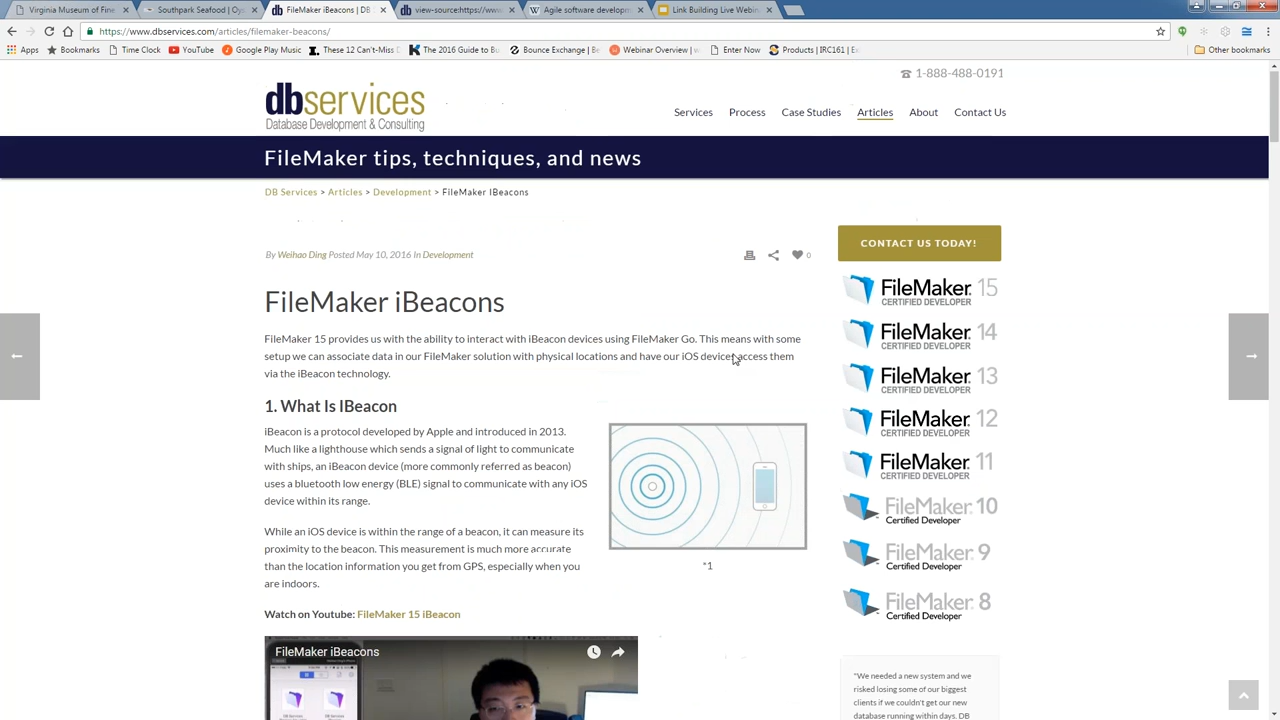 Virginia Museum of Fine
Southpark Seafood | Oys
FileMaker iBeacons | DB
view-source:https://www.
Agile software developm
Link Building Live Webin
https://www.dbservices.com/articles/filemaker-beacons/
Apps
Bookmarks
Time Clock
YouTube
Google Play Music
These 12 Can't-Miss
The 2016 Guide to Bu
Bounce Exchange | Be
Webinar Overview | w
Enter Now
Products | IRC161 | Ec
Other bookmarks
1-888-488-0191
dbservices
Database Development & Consulting
Services Process Case Studies Articles About Contact Us
FileMaker tips, techniques, and news
DB Services > Articles > Development > FileMaker IBeacons
By Weihao Ding Posted May 10, 2016 In Development
0
CONTACT US TODAY!
FileMaker iBeacons
FileMaker 15 provides us with the ability to interact with iBeacon devices using FileMaker Go. This means with some
setup we can associate data in our FileMaker solution with physical locations and have our iOS devices access them
via the iBeacon technology.
1. What Is IBeacon
iBeacon is a protocol developed by Apple and introduced in 2013.
Much like a lighthouse which sends a signal of light to communicate
with ships, an iBeacon device (more commonly referred as beacon)
uses a bluetooth low energy (BLE) signal to communicate with any iOS
device within its range.
While an iOS device is within the range of a beacon, it can measure its
proximity to the beacon. This measurement is much more accurate
than the location information you get from GPS, especially when you
are indoors.
*1
Watch on Youtube: FileMaker 15 iBeacon
FileMaker iBeacons
FileMaker 15
CERTIFIED DEVELOPER
FileMaker 14
CERTIFIED DEVELOPER
FileMaker 13
CERTIFIED DEVELOPER
FileMaker 12
CERTIFIED DEVELOPER
FileMaker 11
CERTIFIED DEVELOPER
FileMaker 10
Certified Developer
FileMaker 9
Certified Developer
FileMaker 8
Certified Developer
"We needed a new system and we
risked losing some of our biggest
clients if we couldn't get our new
database running within days. DB